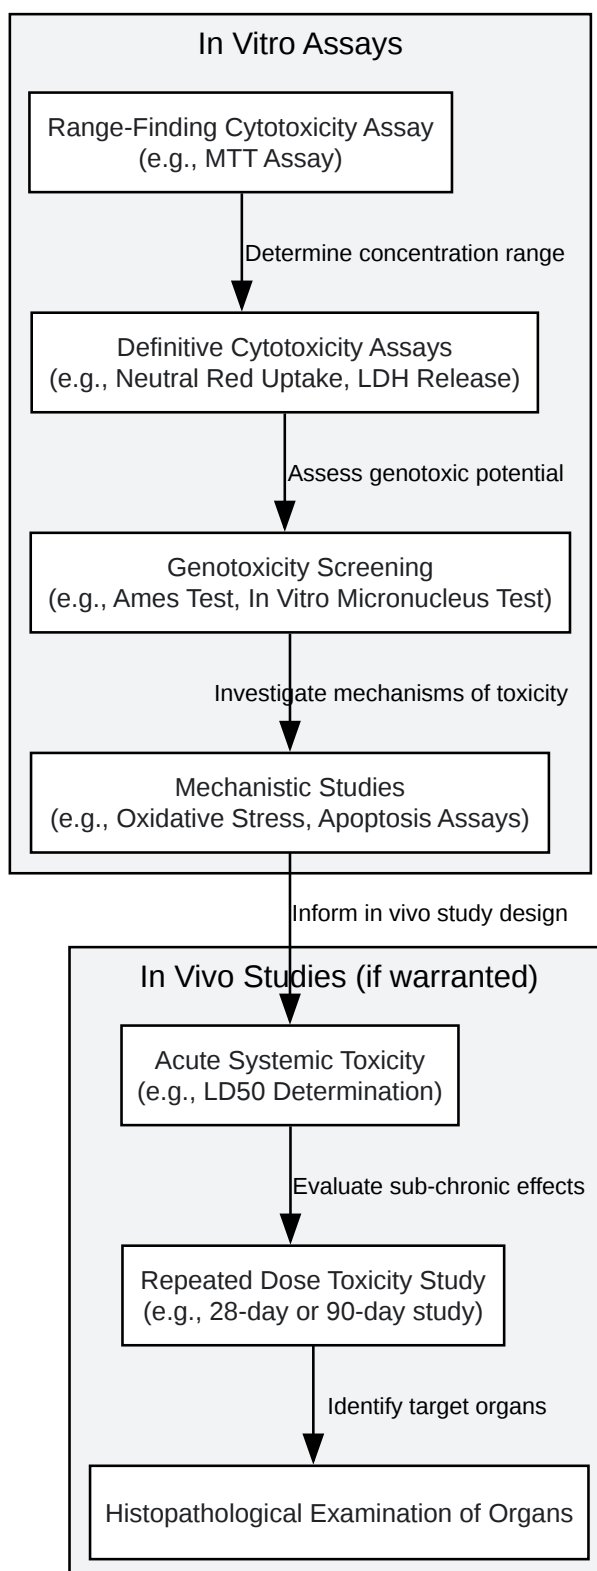 In Vitro Assays
Range-Finding Cytotoxicity Assay
(e.g., MTT Assay)
Determine concentration range
Definitive Cytotoxicity Assays
(e.g., Neutral Red Uptake, LDH Release)
Assess genotoxic potential
Genotoxicity Screening
(e.g., Ames Test, In Vitro Micronucleus Test)
Investigate mechanisms of toxicity
Mechanistic Studies
(e.g., Oxidative Stress, Apoptosis Assays)
Inform in vivo study design
In Vivo Studies (if warranted)
Acute Systemic Toxicity
(e.g., LD50 Determination)
Evaluate sub-chronic effects
Repeated Dose Toxicity Study
(e.g., 28-day or 90-day study)
Identify target organs
Histopathological Examination of Organs